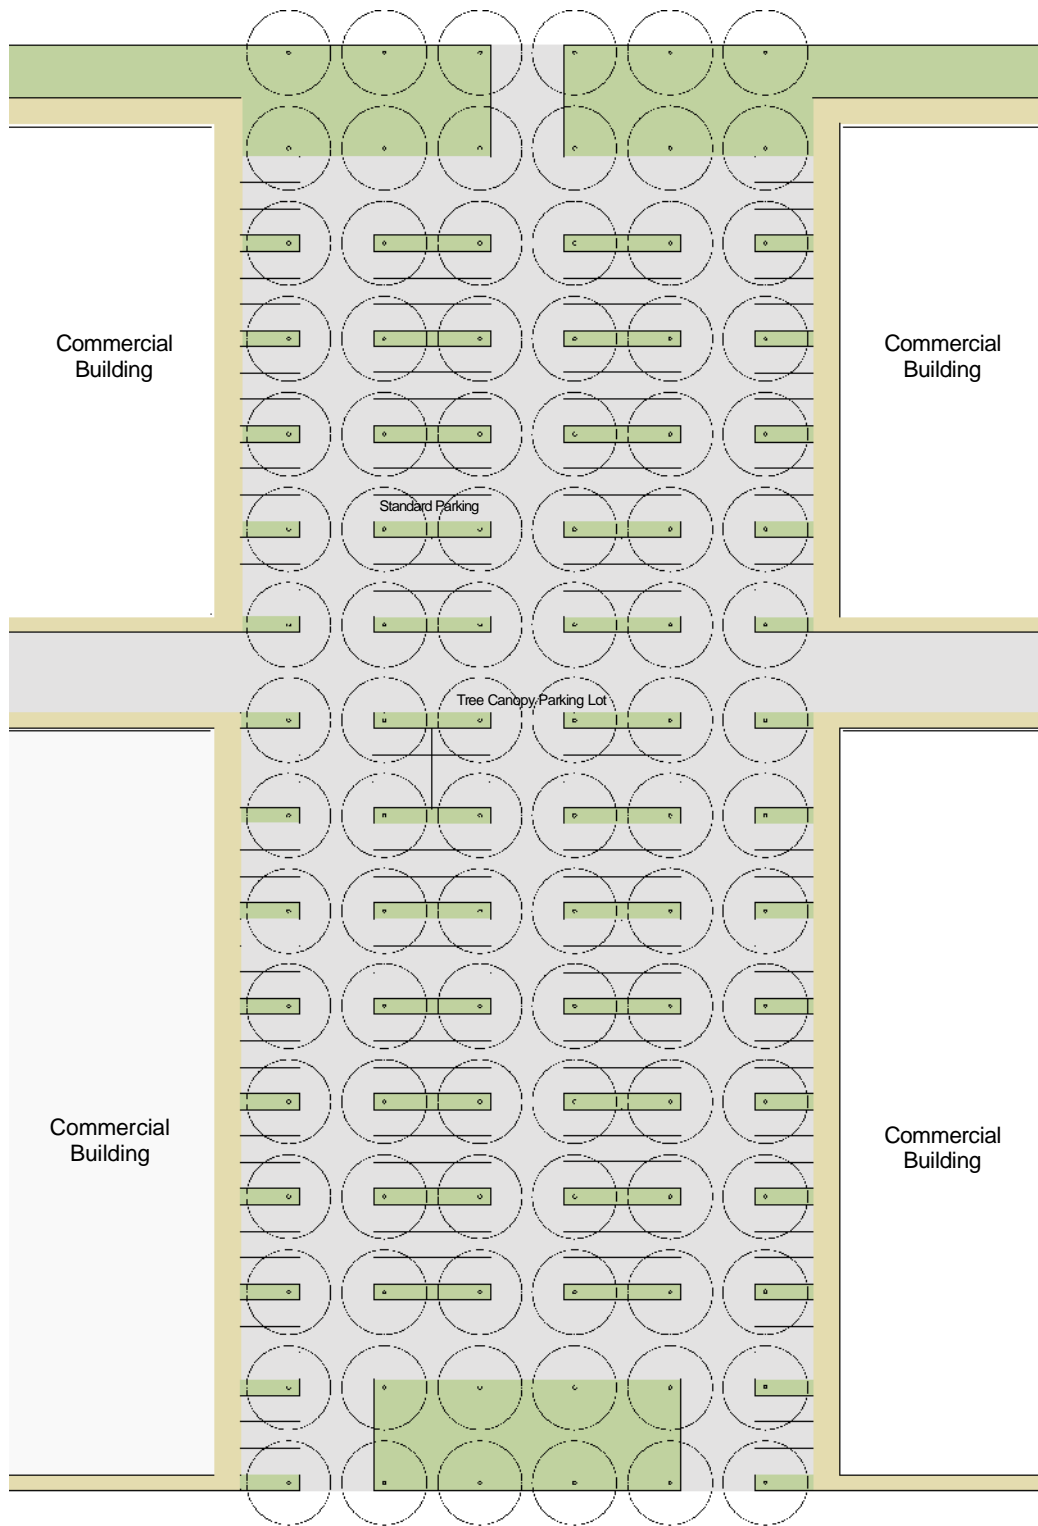 Commercial
Building
Commercial
Building
Standard Parking
Tree Canopy Parking Lot
Commercial
Building
Commercial
Building